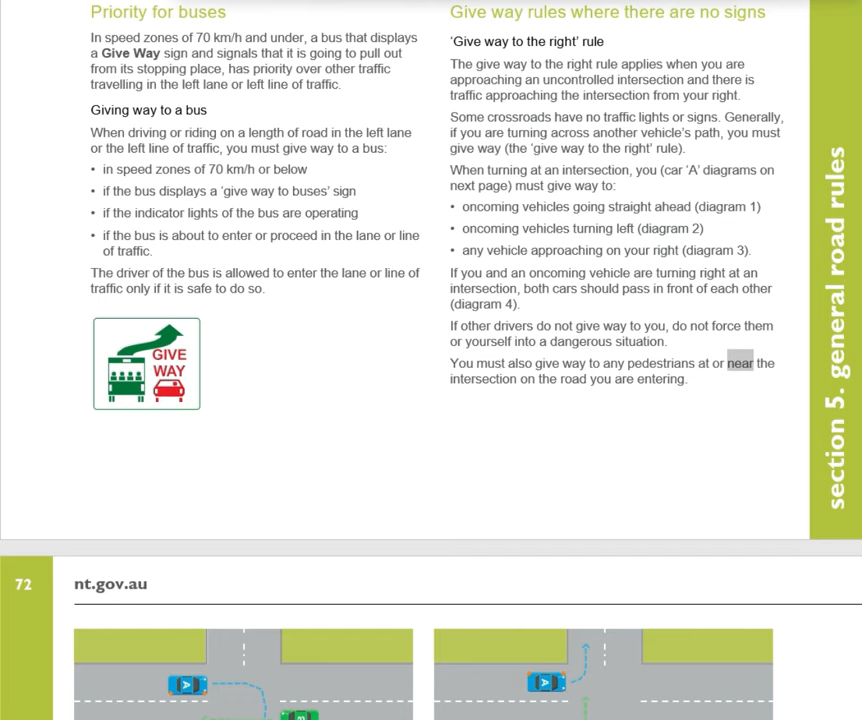 Priority for buses
In speed zones of 70 km/h and under, a bus that displays
a Give Way sign and signals that it is going to pull out
from its stopping place, has priority over other traffic
travelling in the left lane or left line of traffic.
Giving way to a bus
When driving or riding on a length of road in the left lane
or the left line of traffic, you must give way to a bus:
• in speed zones of 70 km/h or below
• if the bus displays a ‘give way to buses’ sign
• if the indicator lights of the bus are operating
• if the bus is about to enter or proceed in the lane or line
of traffic.
The driver of the bus is allowed to enter the lane or line of
traffic only if it is safe to do so.
GIVE
WAY
Give way rules where there are no signs
‘Give way to the right’ rule
The give way to the right rule applies when you are
approaching an uncontrolled intersection and there is
traffic approaching the intersection from your right.
Some crossroads have no traffic lights or signs. Generally,
if you are turning across another vehicle’s path, you must
give way (the ‘give way to the right’ rule).
When turning at an intersection, you (car ‘A’ diagrams on
next page) must give way to:
• oncoming vehicles going straight ahead (diagram 1)
• oncoming vehicles turning left (diagram 2)
• any vehicle approaching on your right (diagram 3).
If you and an oncoming vehicle are turning right at an
intersection, both cars should pass in front of each other
(diagram 4).
If other drivers do not give way to you, do not force them
or yourself into a dangerous situation.
You must also give way to any pedestrians at or near the
intersection on the road you are entering.
section 5. general road rules
72
nt.gov.au
A
A